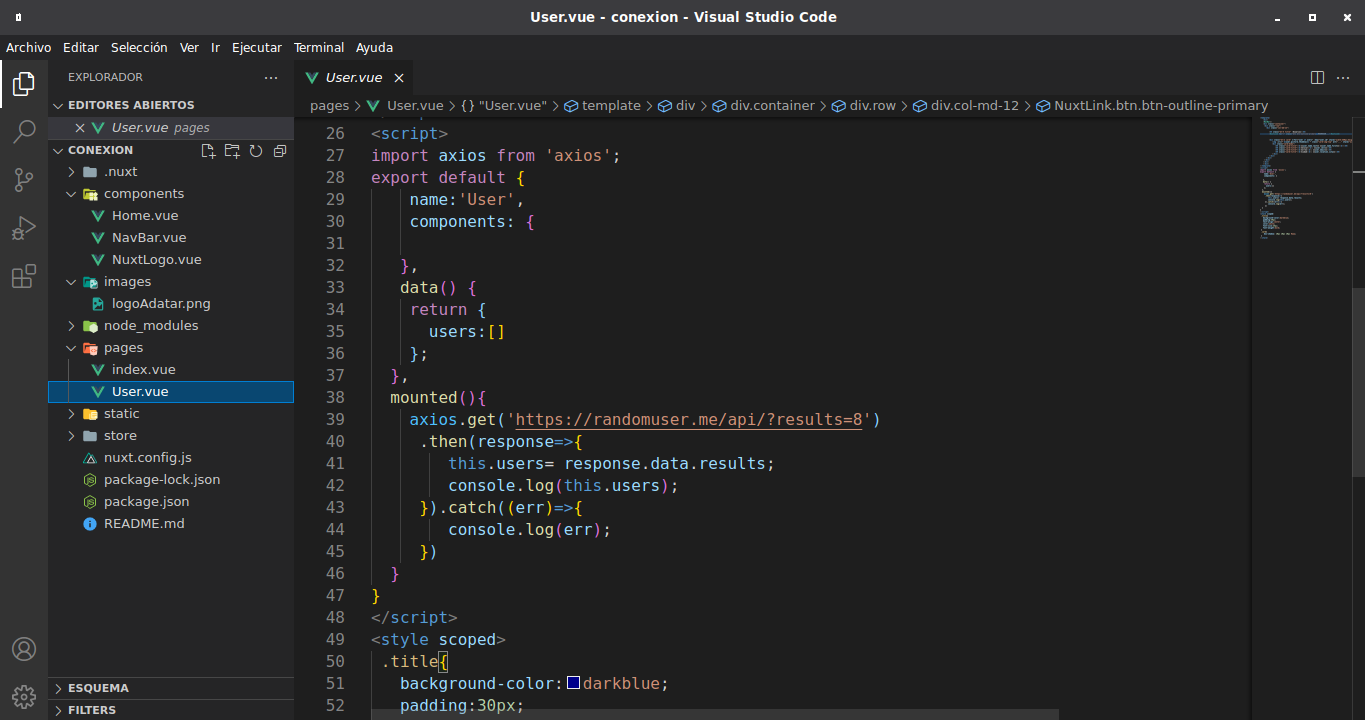 User.vue - conexion - Visual Studio Code
Archivo Editar Selección Ver Ir Ejecutar Terminal Ayuda
EXPLORADOR
EDITORES ABIERTOS
User.vue pages
CONEXION
.nuxt
components
Home.vue
NavBar.vue
NuxtLogo.vue
images
logoAdatar.png
node_modules
pages
index.vue
User.vue
static
store
nuxt.config.js
package-lock.json
package.json
README.md
ESQUEMA
FILTERS
User.vue
pages > User.vue > {} "User.vue" > template > div > div.container > div.row > div.col-md-12 > NuxtLink.btn.btn-outline-primary
26 <script>
27 import axios from 'axios';
28 export default {
29     name:'User',
30     components: {
31
32    },
33    data() {
34     return {
35       users:[]
36     };
37   },
38   mounted(){
39     axios.get('https://randomuser.me/api/?results=8')
40      .then(response=>{
41         this.users= response.data.results;
42         console.log(this.users);
43      }).catch((err)=>{
44         console.log(err);
45      })
46   }
47 }
48 </script>
49 <style scoped>
50  .title{
51    background-color: darkblue;
52    padding:30px;